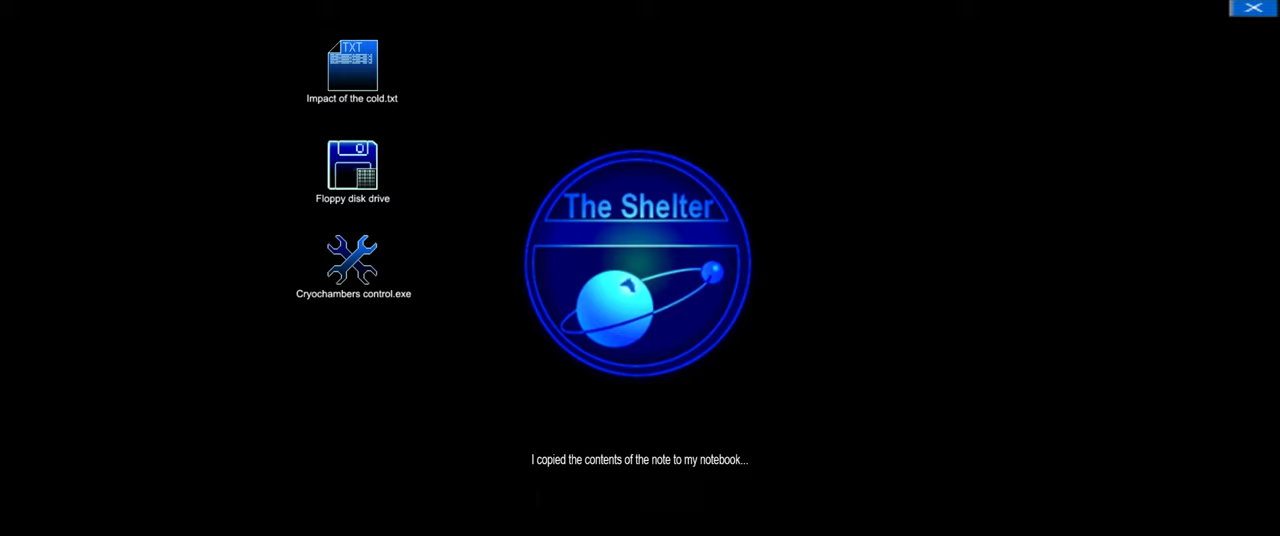 TXT
Impact of the cold.txt
Floppy disk drive
Cryochambers control.exe
The Shelter
I copied the contents of the note to my notebook...